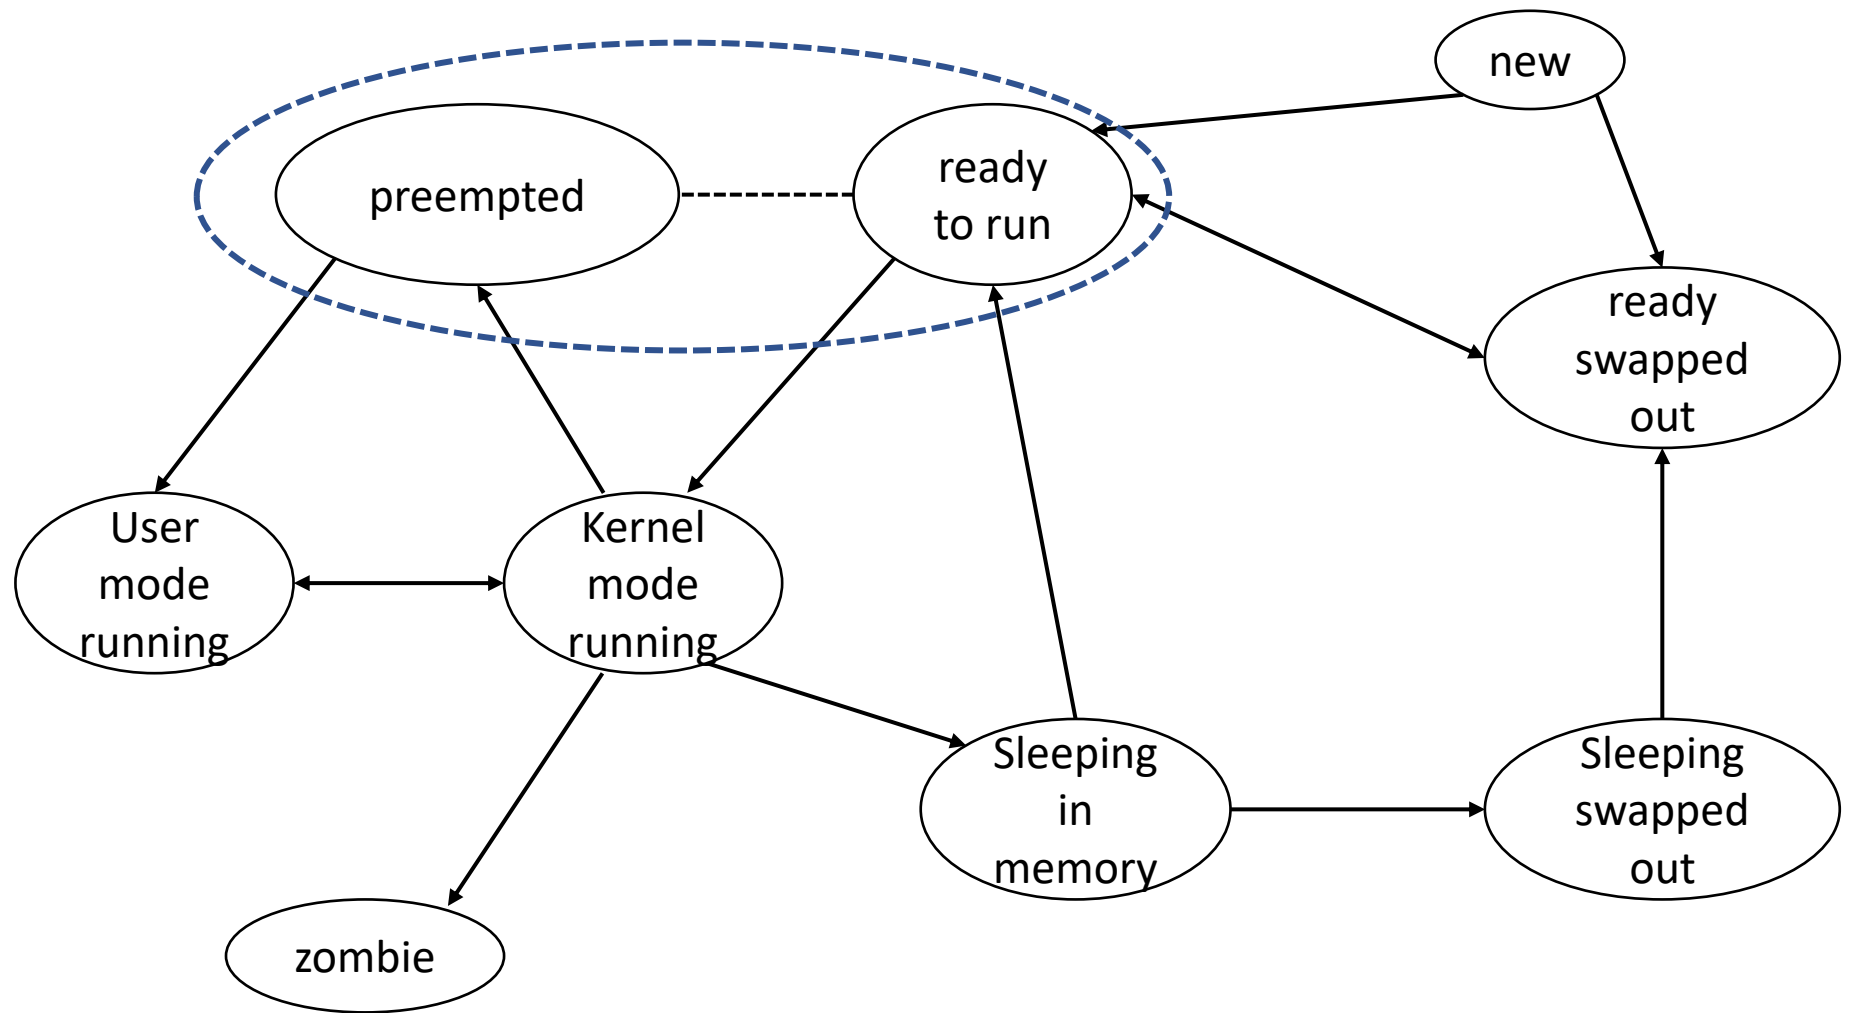 new
preempted
ready
to run
ready
swapped
out
User
mode
running
Kernel
mode
running
Sleeping
in
memory
Sleeping
swapped
out
zombie